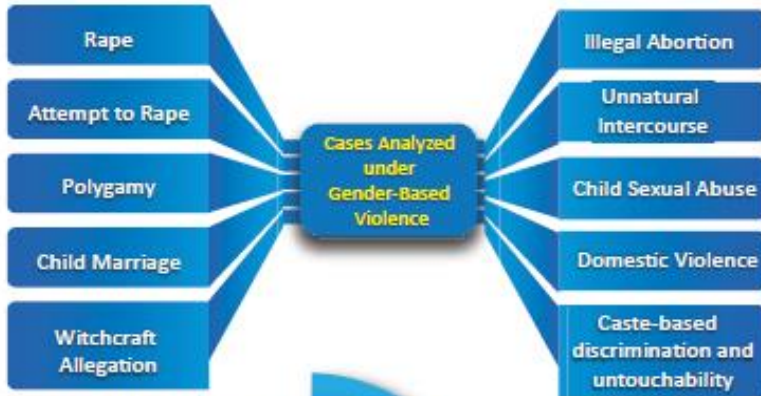 Rape
Attempt to Rape
Polygamy
Child Marriage
Witchcraft
Allegation
Cases Analyzed
under
Gender-Based
Violence
Illegal Abortion
Unnatural
Intercourse
Child Sexual Abuse
Domestic Violence
Caste-based
discrimination and
untouchability